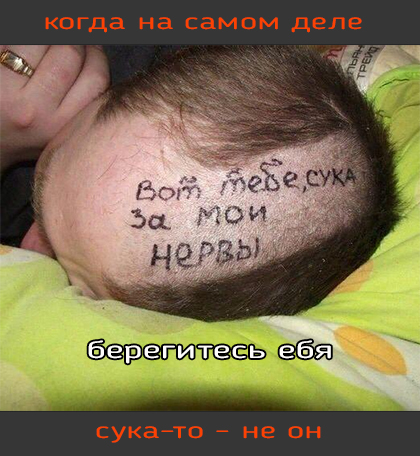 когда на самом деле
Вот тебе, сука
за мои
нервы
берегитесь ебя
сука-то - не он